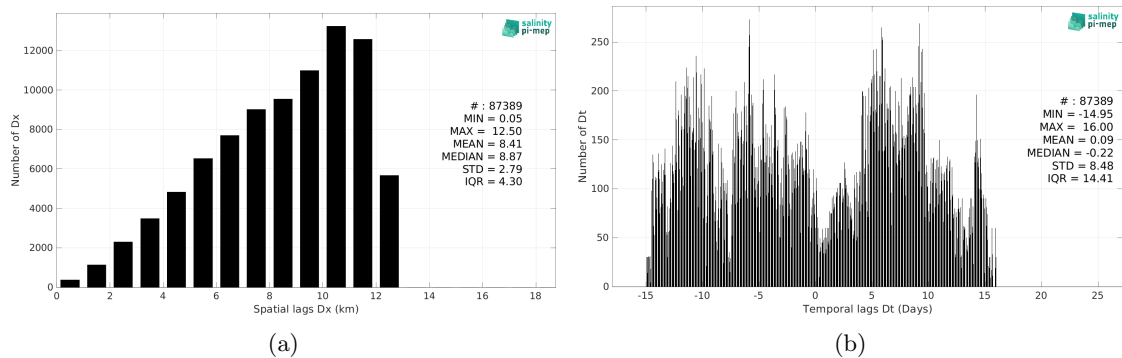 salinity
pi-mep
12000
10000
8000
6000
4000
2000
0
Number of Dx
# : 87389
MIN = 0.05
MAX = 12.50
MEAN = 8.41
MEDIAN = 8.87
STD = 2.79
IQR = 4.30
0 2 4 6 8 10 12 14 16 18
Spatial lags Dx (km)
(a)
salinity
pi-mep
250
200
150
100
50
0
Number of Dt
# : 87389
MIN = -14.95
MAX = 16.00
MEAN = 0.09
MEDIAN = -0.22
STD = 8.48
IQR = 14.41
-15 -10 -5 0 5 10 15 20 25
Temporal lags Dt (Days)
(b)